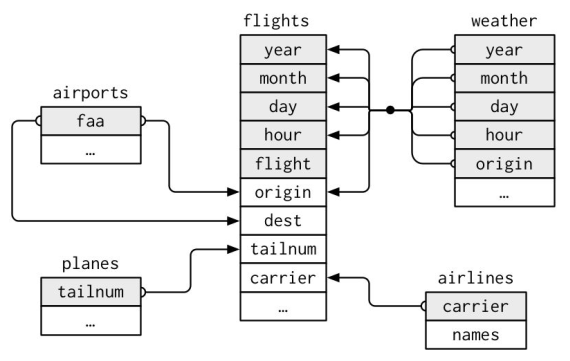 flights
year
month
day
hour
flight
origin
dest
tailnum
carrier
…
weather
year
month
day
hour
origin
…
airports
faa
…
planes
tailnum
…
airlines
carrier
names